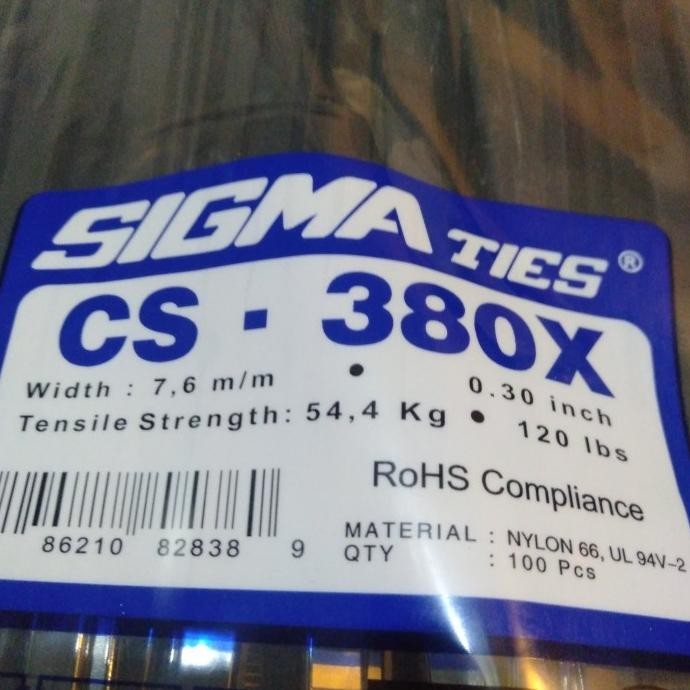 SIGMA TIES®
CS - 380X
Width : 7,6 m/m • 0.30 inch
Tensile Strength: 54,4 Kg • 120 lbs
RoHS Compliance
86210 82838 9
MATERIAL : NYLON 66, UL 94V-2
QTY : 100 Pcs